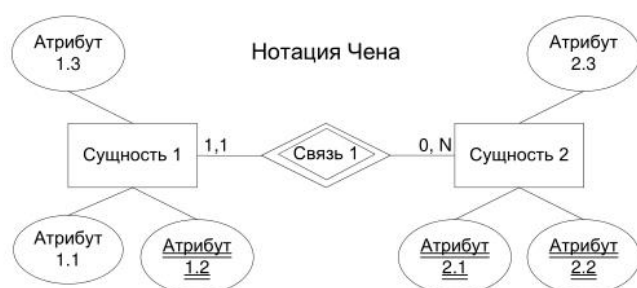 Атрибут
1.3
Нотация Чена
Атрибут
2.3
Сущность 1
1,1
Связь 1
0, N
Сущность 2
Атрибут
1.1
Атрибут
1.2
Атрибут
2.1
Атрибут
2.2